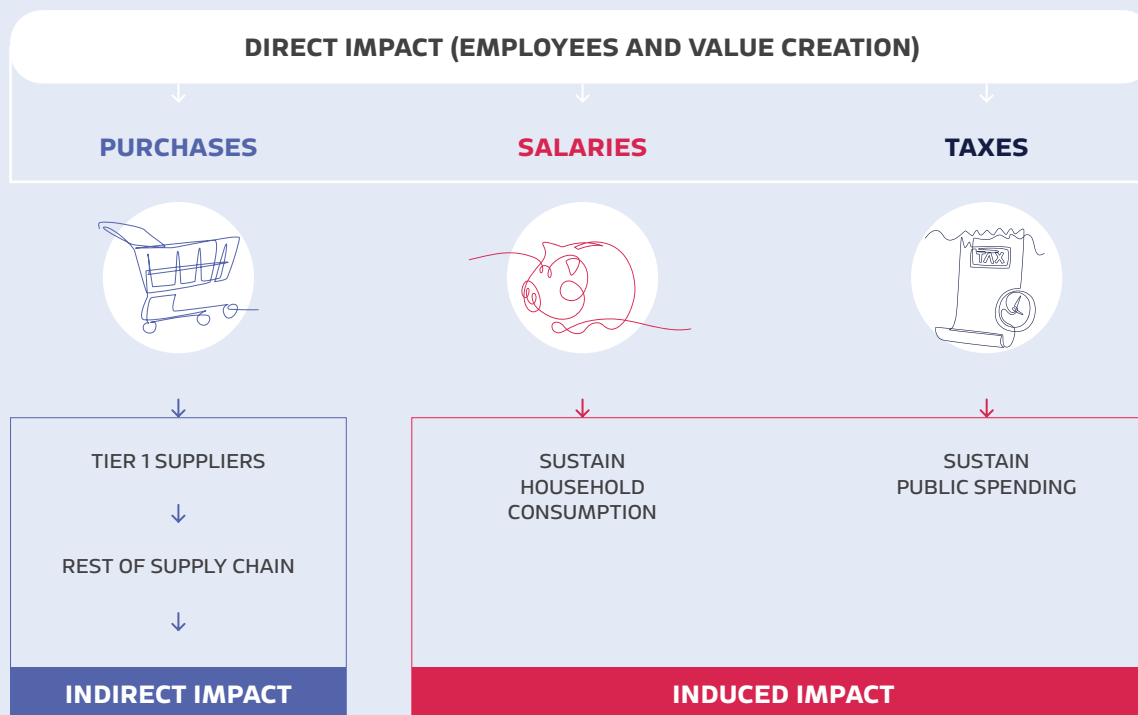 DIRECT IMPACT (EMPLOYEES AND VALUE CREATION)
PURCHASES
SALARIES
TAXES
TAX
TIER 1 SUPPLIERS
REST OF SUPPLY CHAIN
INDIRECT IMPACT
SUSTAIN
HOUSEHOLD
CONSUMPTION
SUSTAIN
PUBLIC SPENDING
INDUCED IMPACT